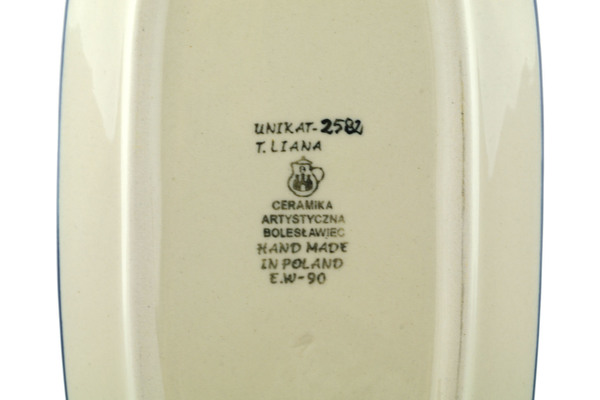 UNIKAT-2582
T. LIANA
CERAMIKA
ARTYSTYCZNA
BOLESŁAWIEC
HAND MADE
IN POLAND
E.W-90